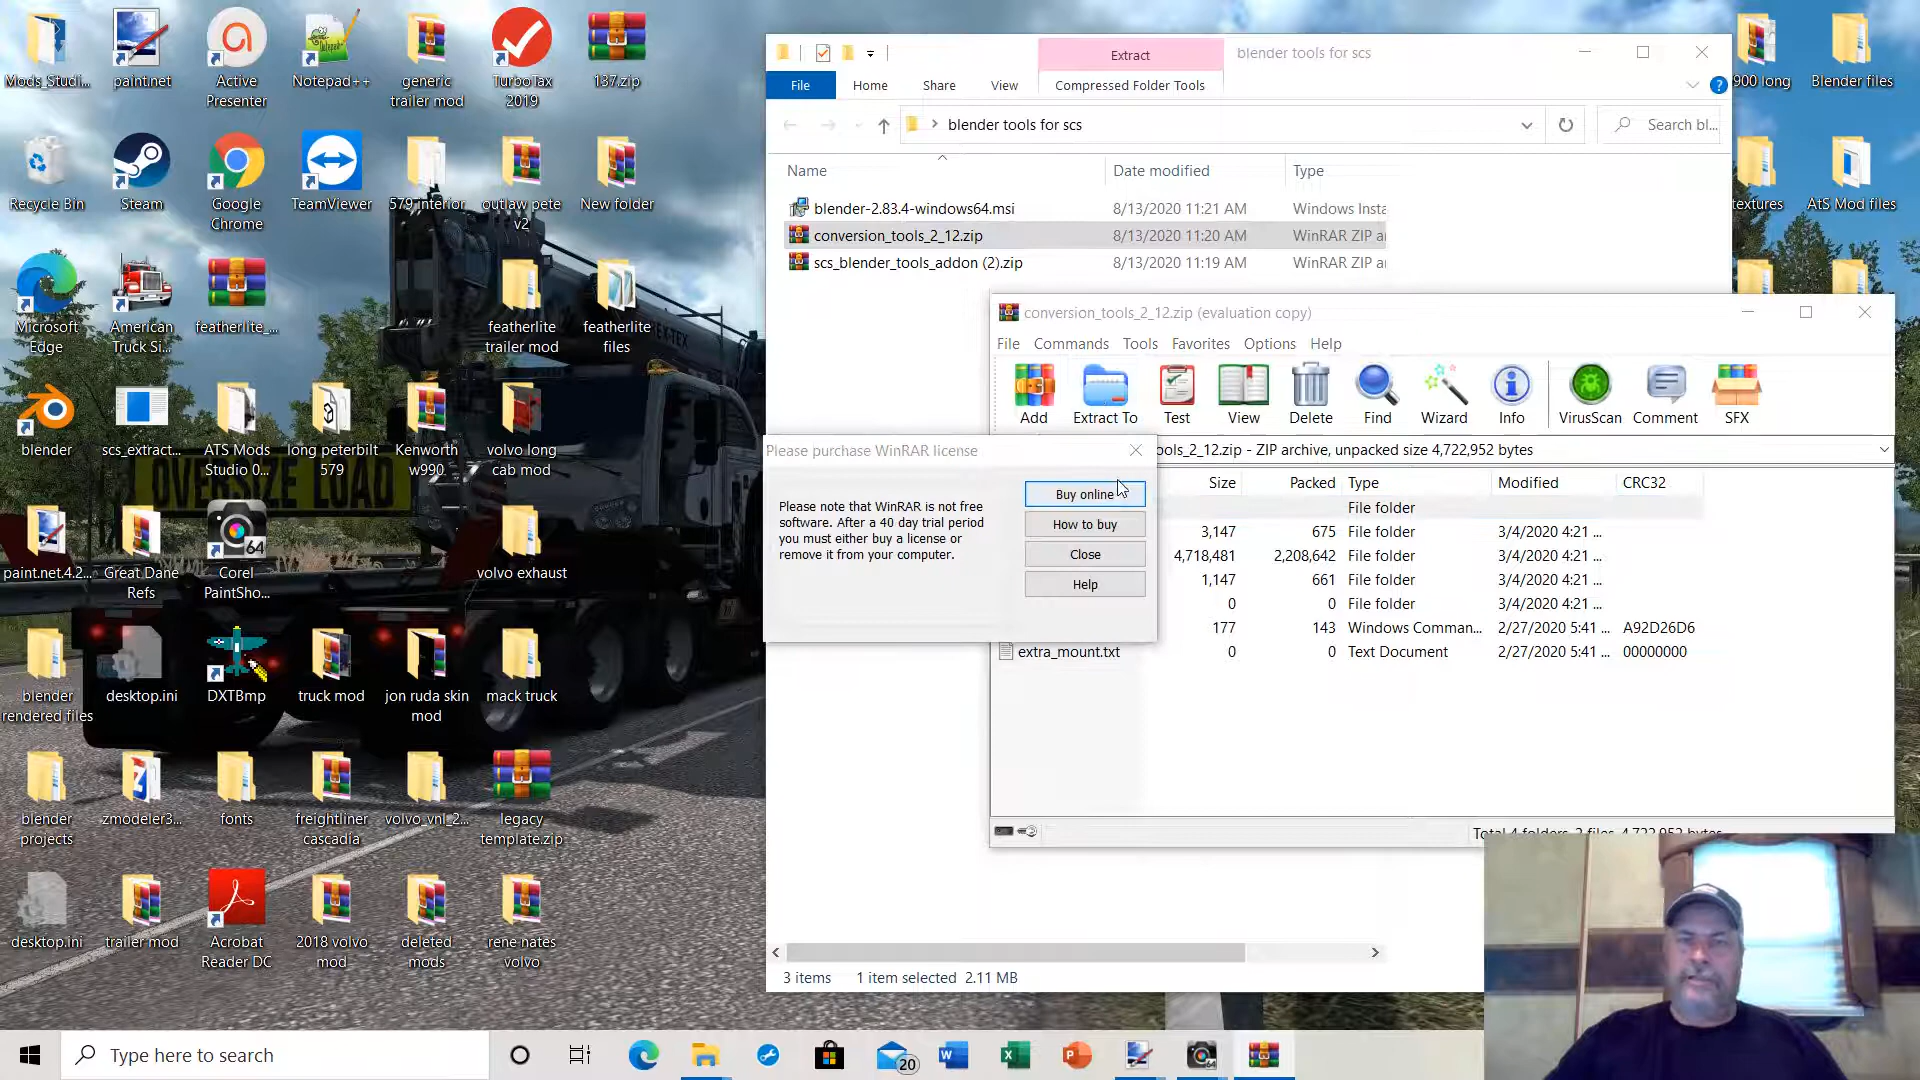 Mods_Studi...
paint.net
Active
Presenter
Notepad++
generic
trailer mod
TurboTax
2019
137.zip
Recycle Bin
Steam
Google
Chrome
TeamViewer
579 interior
outlaw pete
v2
New folder
Microsoft
Edge
American
Truck Si...
featherlite_...
featherlite
trailer mod
featherlite
files
blender
scs_extract...
ATS Mods
Studio 0...
long peterbilt
579
Kenworth
w990
volvo long
cab mod
OVERSIZE LOAD
paint.net.4.2...
Great Dane
Refs
Corel
PaintSho...
64
volvo exhaust
blender
rendered files
desktop.ini
DXTBmp
truck mod
jon ruda skin
mod
mack truck
blender
projects
zmodeler3...
fonts
freightliner
cascadia
volvo_vnl_2...
legacy
template.zip
desktop.ini
trailer mod
Acrobat
Reader DC
2018 volvo
mod
deleted
mods
rene nates
volvo
Extract
blender tools for scs
File
Home
Share
View
Compressed Folder Tools
blender tools for scs
Search bl...
Name
Date modified
Type
blender-2.83.4-windows64.msi
8/13/2020 11:21 AM
Windows Insta
conversion_tools_2_12.zip
8/13/2020 11:20 AM
WinRAR ZIP a
scs_blender_tools_addon (2).zip
8/13/2020 11:19 AM
WinRAR ZIP a
3 items
1 item selected 2.11 MB
900 long
Blender files
textures
AtS Mod files
conversion_tools_2_12.zip (evaluation copy)
File
Commands
Tools
Favorites
Options
Help
Add
Extract To
Test
View
Delete
Find
Wizard
Info
VirusScan
Comment
SFX
ols_2_12.zip - ZIP archive, unpacked size 4,722,952 bytes
Size
Packed
Type
Modified
CRC32
File folder
3,147
675
File folder
3/4/2020 4:21 ...
4,718,481
2,208,642
File folder
3/4/2020 4:21 ...
1,147
661
File folder
3/4/2020 4:21 ...
0
0
File folder
3/4/2020 4:21 ...
177
143
Windows Comman...
2/27/2020 5:41 ...
A92D26D6
extra_mount.txt
0
0
Text Document
2/27/2020 5:41 ...
00000000
Total 4 folders, 2 files, 4,722,952 bytes
Please purchase WinRAR license
Please note that WinRAR is not free
software. After a 40 day trial period
you must either buy a license or
remove it from your computer.
Buy online
How to buy
Close
Help
Type here to search
20